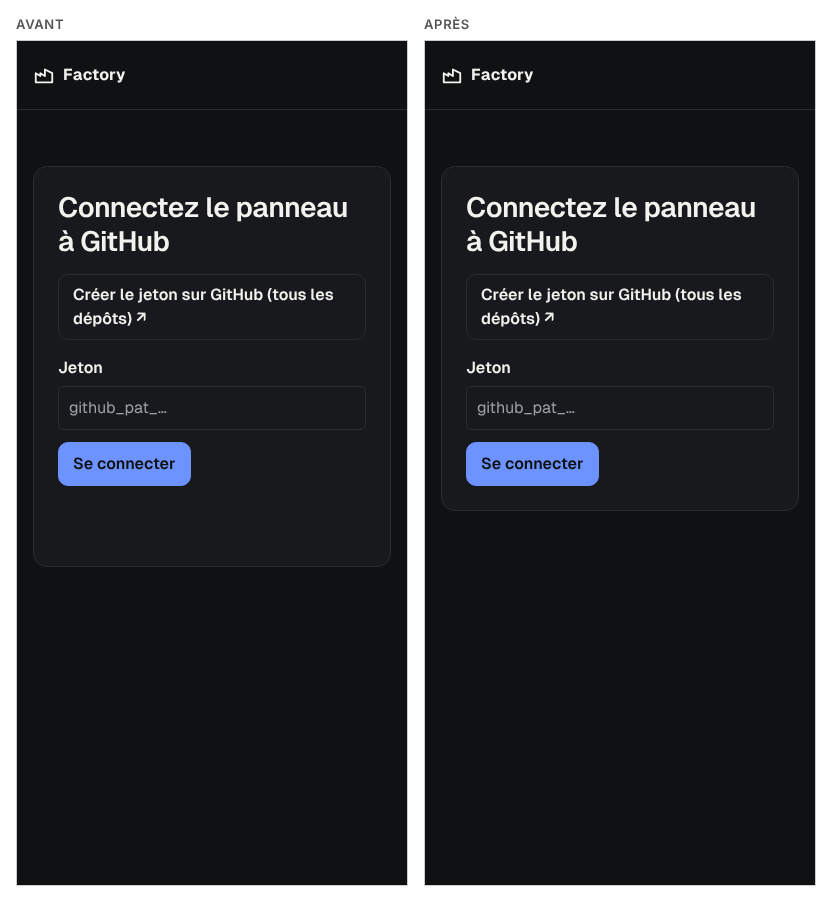 AVANT
Factory
Connectez le panneau
à GitHub
Créer le jeton sur GitHub (tous les
dépôts) ↗
Jeton
github_pat_…
Se connecter
APRÈS
Factory
Connectez le panneau
à GitHub
Créer le jeton sur GitHub (tous les
dépôts) ↗
Jeton
github_pat_…
Se connecter